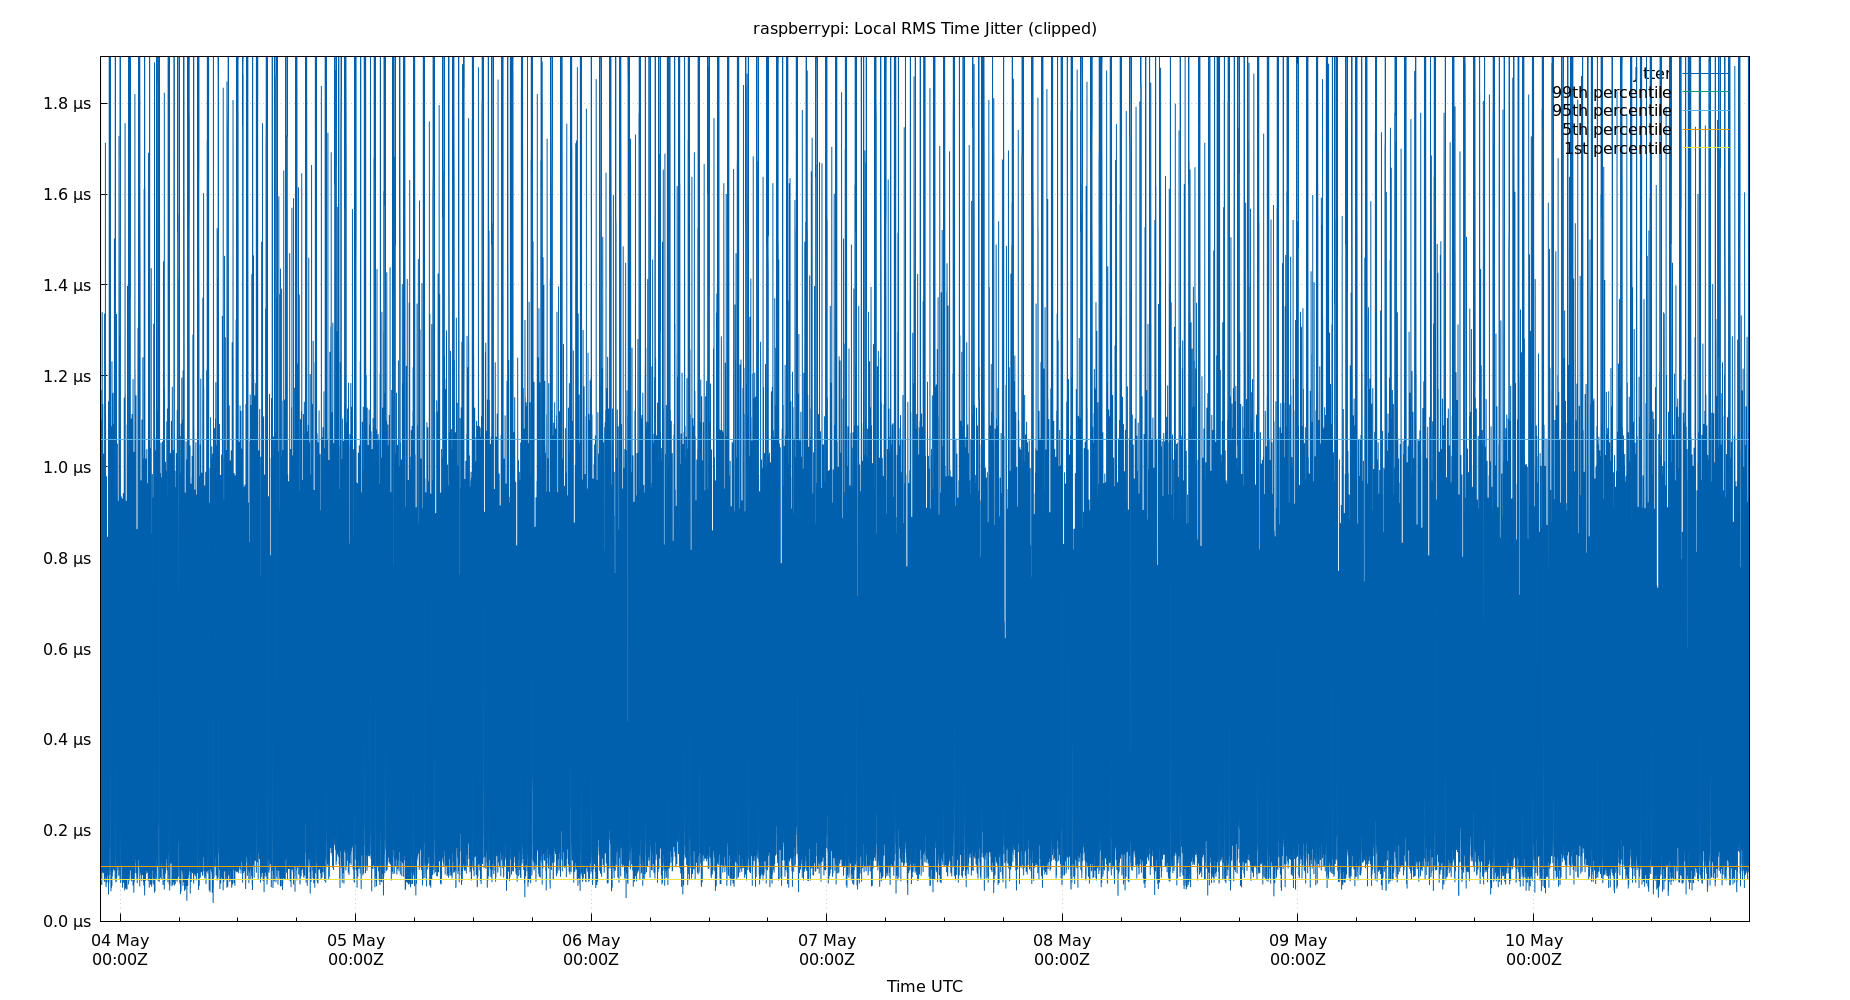 raspberrypi: Local RMS Time Jitter (clipped)
jitter
99th percentile
95th percentile
5th percentile
1st percentile
1.8 μs
1.6 μs
1.4 μs
1.2 μs
1.0 μs
0.8 μs
0.6 μs
0.4 μs
0.2 μs
0.0 μs
04 May 05 May 06 May 07 May 08 May 09 May 10 May
00:00Z 00:00Z 00:00Z 00:00Z 00:00Z 00:00Z 00:00Z
Time UTC